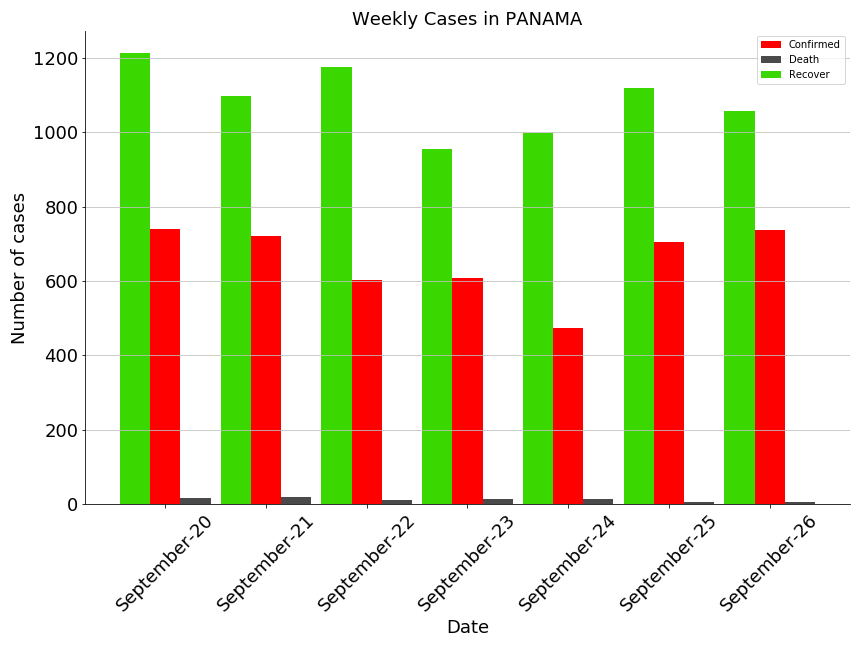 Weekly Cases in PANAMA
Confirmed
Death
Recover
Number of cases
1200
1000
800
600
400
200
0
September-20
September-21
September-22
September-23
September-24
September-25
September-26
Date